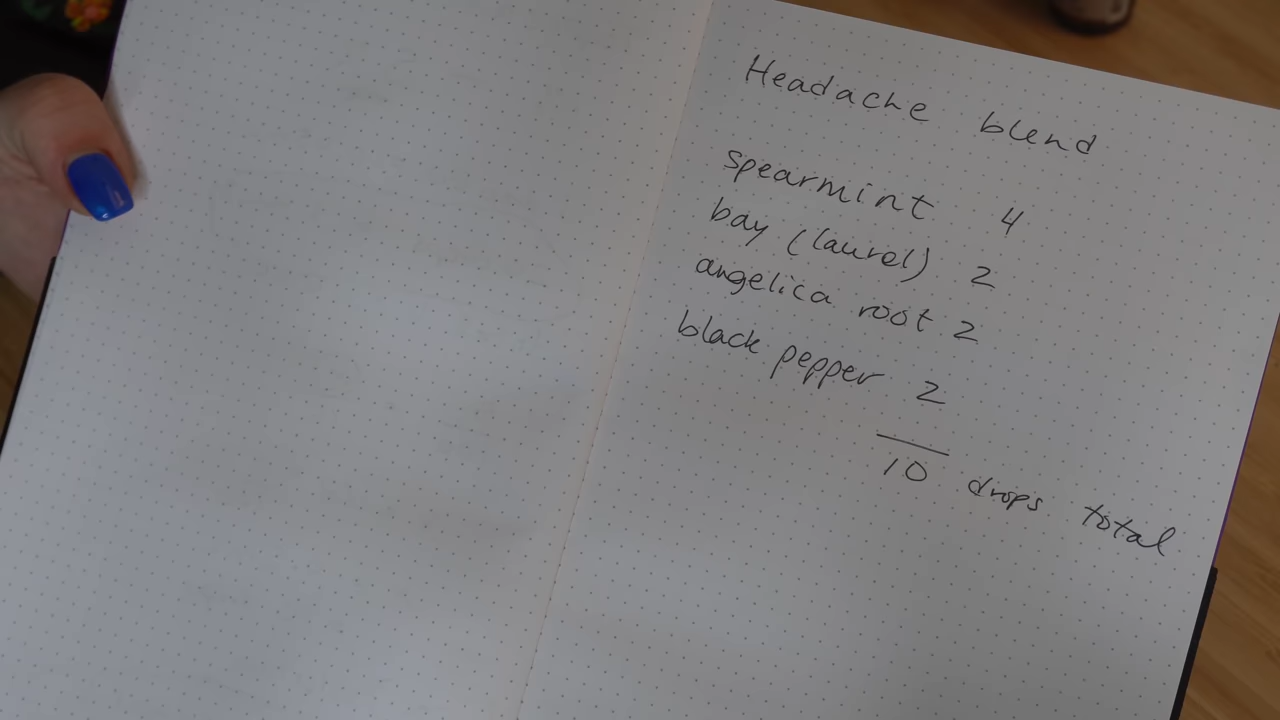 Headache blend
spearmint 4
bay (laurel) 2
angelica root 2
black pepper 2
10 drops total